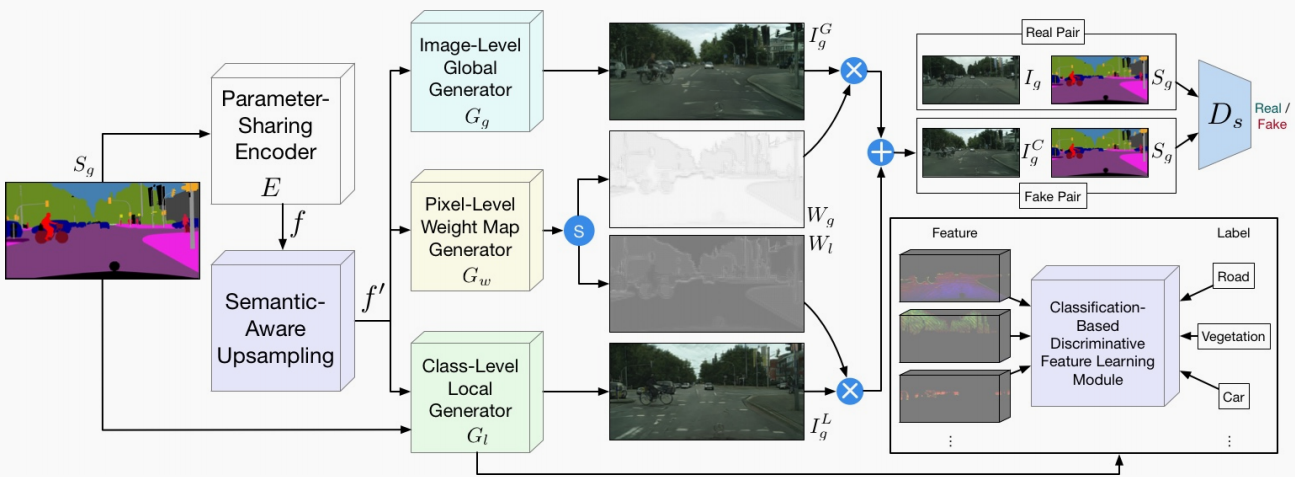 S_g
Parameter-
Sharing
Encoder
E
f
Semantic-
Aware
Upsampling
f'
Image-Level
Global
Generator
G_g
Pixel-Level
Weight Map
Generator
G_w
Class-Level
Local
Generator
G_l
S
I_g^G
W_g
W_l
I_g^L
Real Pair
I_g
S_g
I_g^C
S_g
Fake Pair
D_s
Real /
Fake
Feature
Label
Classification-
Based
Discriminative
Feature Learning
Module
Road
Vegetation
Car